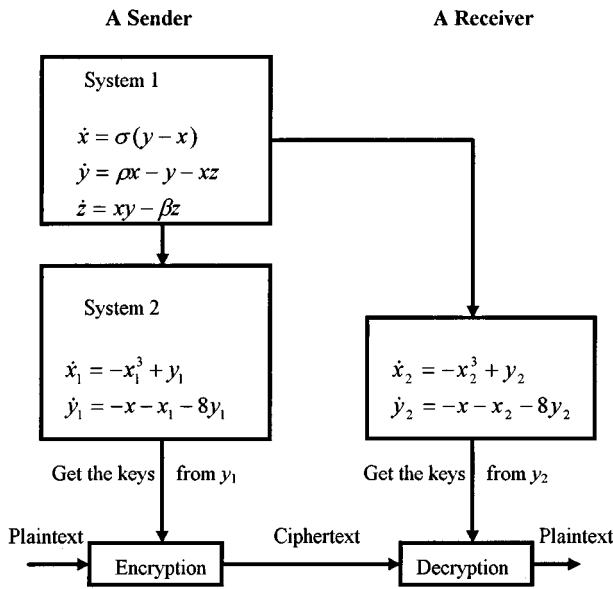 A Sender
A Receiver
System 1
ẋ = σ(y − x)
ẏ = ρx − y − xz
ż = xy − βz
System 2
ẋ₁ = −x₁³ + y₁
ẏ₁ = −x − x₁ − 8y₁
ẋ₂ = −x₂³ + y₂
ẏ₂ = −x − x₂ − 8y₂
Get the keys from y₁
Get the keys from y₂
Plaintext
Encryption
Ciphertext
Decryption
Plaintext